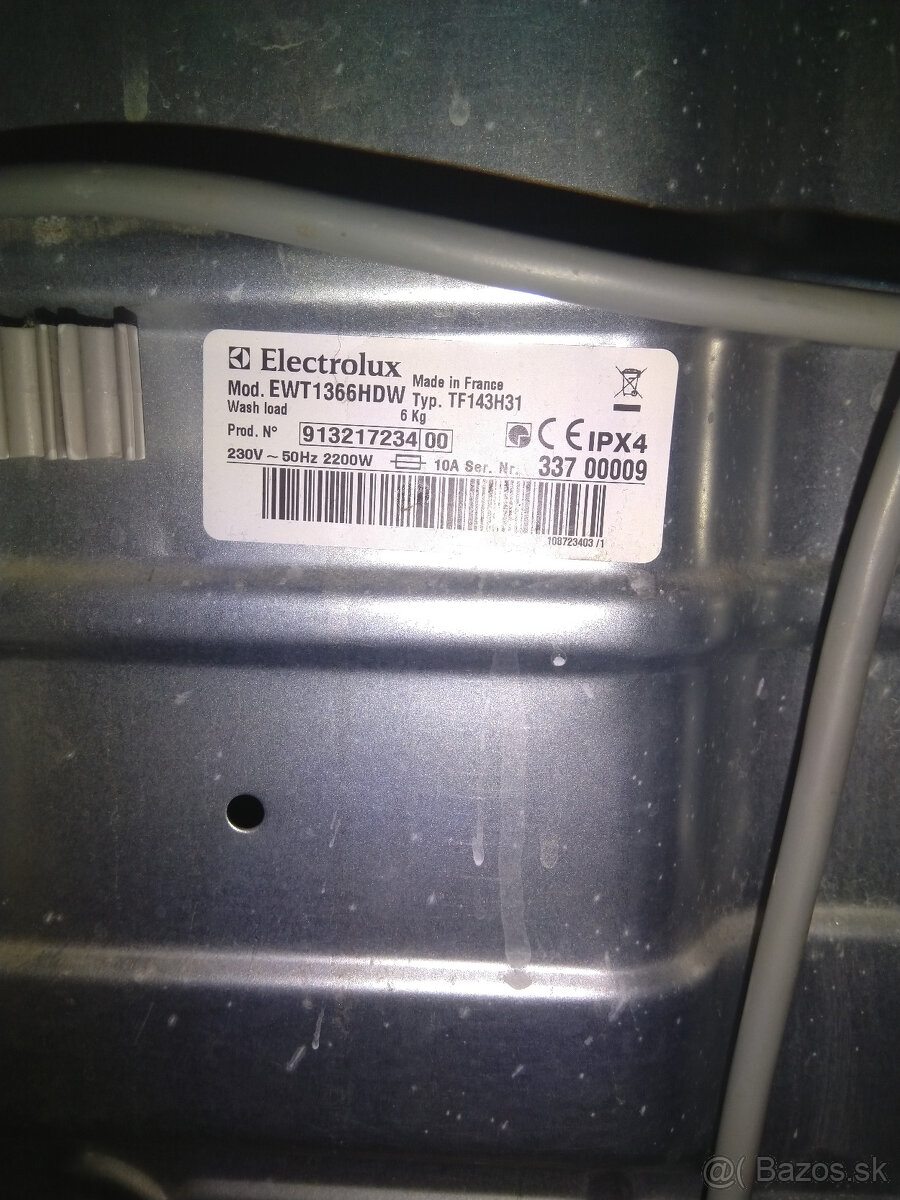 Electrolux
Mod. EWT1366HDW Made in France
Typ. TF143H31
Wash load 6 Kg
Prod. N° 913217234 00 CE IPX4
230V ~ 50Hz 2200W 10A Ser. Nr. 337 00009
108723403 /1
@( Bazos.sk